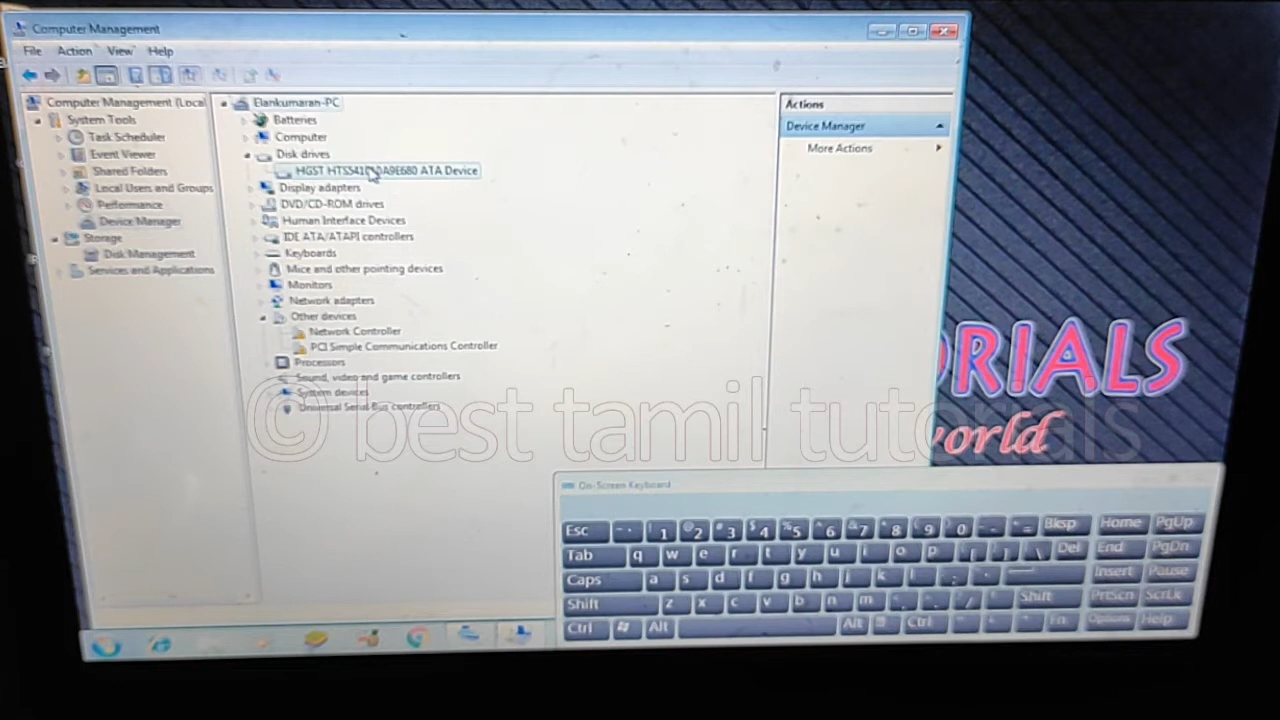 Computer Management
File Action View Help
Computer Management (Local
System Tools
Task Scheduler
Event Viewer
Shared Folders
Local Users and Groups
Performance
Device Manager
Storage
Disk Management
Services and Applications
Elankumaran-PC
Batteries
Computer
Disk drives
ATA Device
Display adapters
DVD/CD-ROM drives
Human Interface Devices
IDE ATA/ATAPI controllers
Keyboards
Mice and other pointing devices
Monitors
Network adapters
Other devices
Network Controller
PCI Simple Communications Controller
Processors
Sound, video and game controllers
System devices
Universal Serial Bus controllers
Actions
Device Manager
More Actions
ORIALS
world
© best tamil tutorials
On-Screen Keyboard
Esc 1 2 3 4 5 6 7 8 9 0 - = Bksp Home PgUp
Tab q w e r t y u i o p [ ] \ Del End PgDn
Caps a s d f g h j k l ; ' Insert Pause
Shift z x c v b n m / Shift PrtScn ScrLk
Ctrl Alt Alt Ctrl Fn Options Help